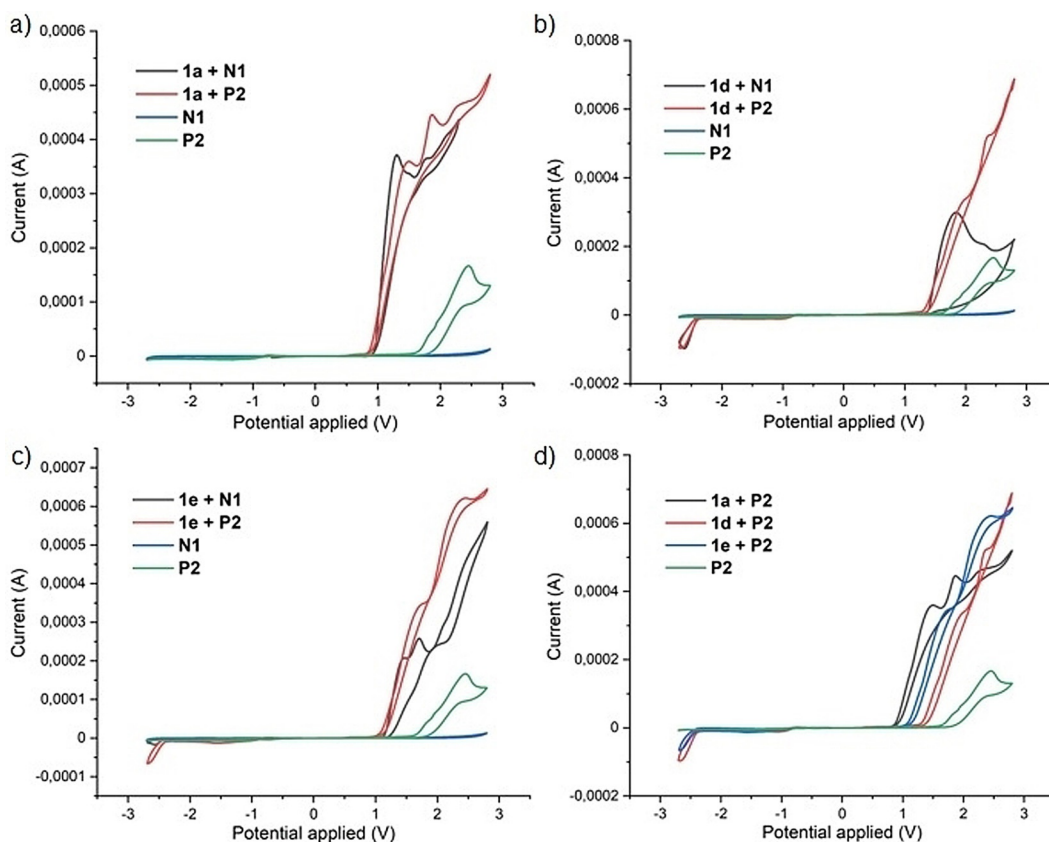 a)
0,0006
0,0005
0,0004
0,0003
0,0002
0,0001
0
Current (A)
1a + N1
1a + P2
N1
P2
-3 -2 -1 0 1 2 3
Potential applied (V)
b)
0,0008
0,0006
0,0004
0,0002
0
-0,0002
Current (A)
1d + N1
1d + P2
N1
P2
-3 -2 -1 0 1 2 3
Potential applied (V)
c)
0,0007
0,0006
0,0005
0,0004
0,0003
0,0002
0,0001
0
-0,0001
Current (A)
1e + N1
1e + P2
N1
P2
-3 -2 -1 0 1 2 3
Potential applied (V)
d)
0,0008
0,0006
0,0004
0,0002
0
-0,0002
Current (A)
1a + P2
1d + P2
1e + P2
P2
-3 -2 -1 0 1 2 3
Potential applied (V)